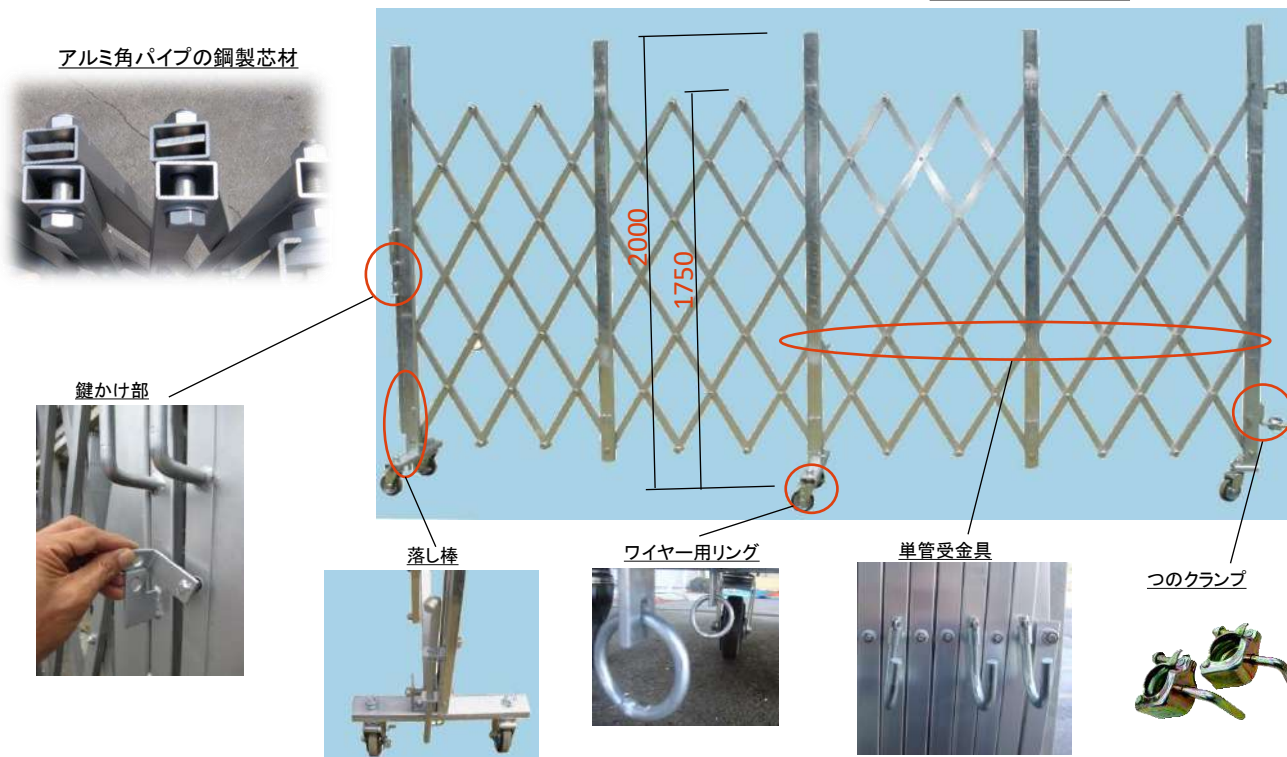 アルミ角パイプの鋼製芯材
2000
1750
鍵かけ部
落し棒
ワイヤー用リング
単管受金具
つのクランプ